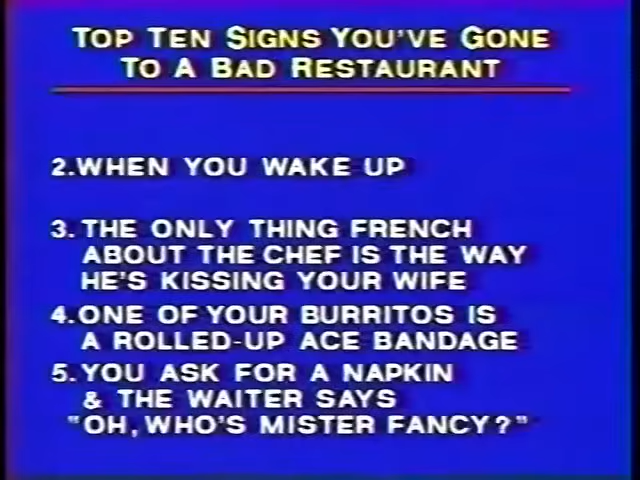 TOP TEN SIGNS YOU'VE GONE
TO A BAD RESTAURANT
2.WHEN YOU WAKE UP
3. THE ONLY THING FRENCH
ABOUT THE CHEF IS THE WAY
HE'S KISSING YOUR WIFE
4.ONE OF YOUR BURRITOS IS
A ROLLED-UP ACE BANDAGE
5. YOU ASK FOR A NAPKIN
& THE WAITER SAYS
"OH, WHO'S MISTER FANCY?"